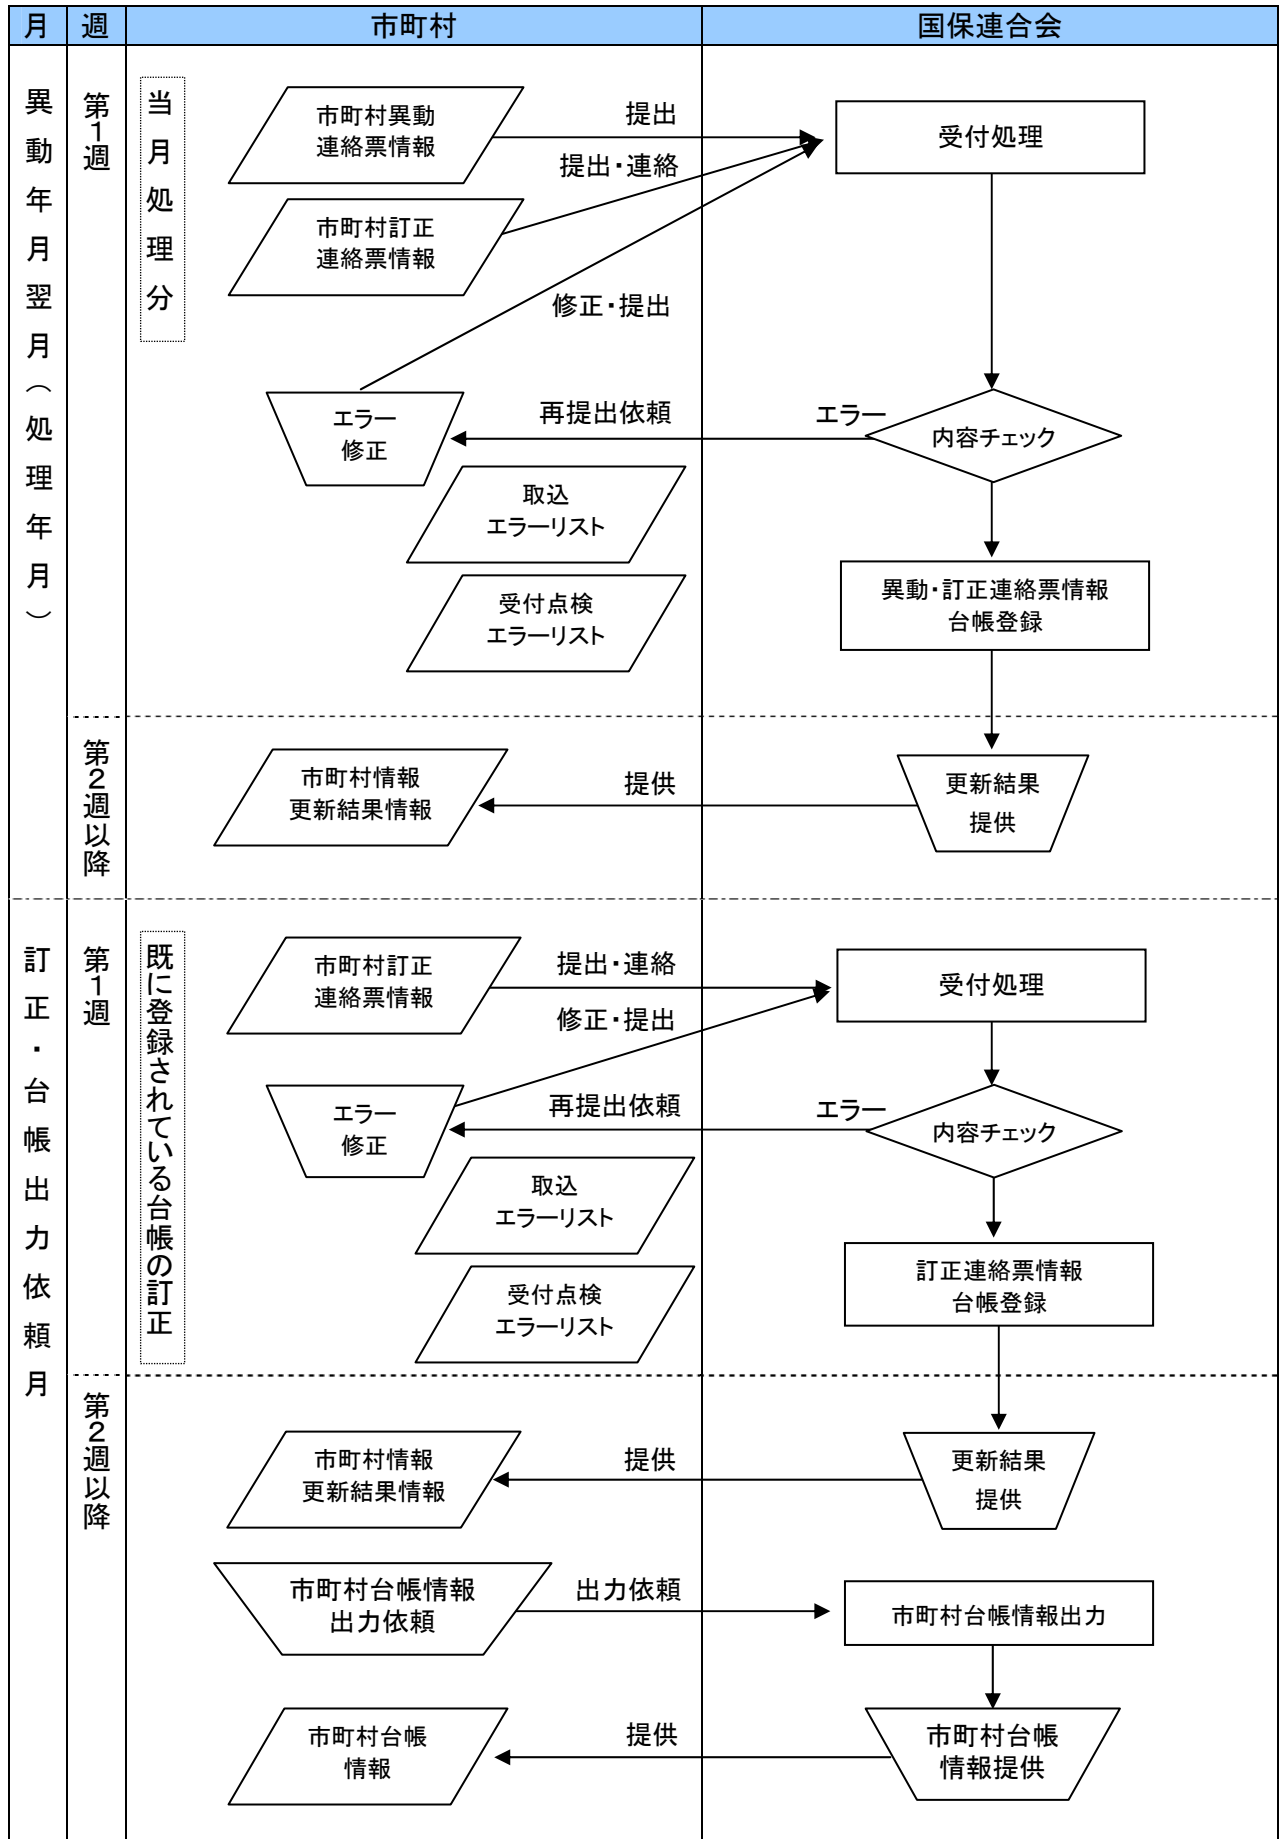 月
週
市町村
国保連合会
異動年月翌月（処理年月）
第1週
当月処理分
市町村異動
連絡票情報
提出
受付処理
提出・連絡
市町村訂正
連絡票情報
修正・提出
エラー
修正
再提出依頼
エラー
内容チェック
取込
エラーリスト
異動・訂正連絡票情報
台帳登録
受付点検
エラーリスト
第2週以降
市町村情報
更新結果情報
提供
更新結果
提供
訂正・台帳出力依頼月
第1週
既に登録されている台帳の訂正
市町村訂正
連絡票情報
提出・連絡
受付処理
修正・提出
エラー
修正
再提出依頼
エラー
内容チェック
取込
エラーリスト
訂正連絡票情報
台帳登録
受付点検
エラーリスト
第2週以降
市町村情報
更新結果情報
提供
更新結果
提供
市町村台帳情報
出力依頼
出力依頼
市町村台帳情報出力
市町村台帳
情報
提供
市町村台帳
情報提供